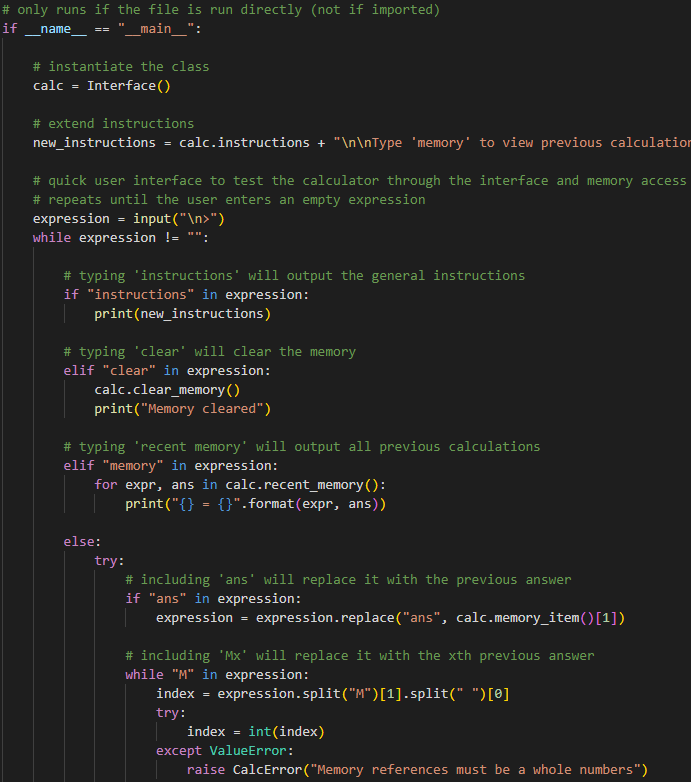 # only runs if the file is run directly (not if imported)
if __name__ == "__main__":
    # instantiate the class
    calc = Interface()
    # extend instructions
    new_instructions = calc.instructions + "\n\nType 'memory' to view previous calculation
    # quick user interface to test the calculator through the interface and memory access
    # repeats until the user enters an empty expression
    expression = input("\n>")
    while expression != "":
        # typing 'instructions' will output the general instructions
        if "instructions" in expression:
            print(new_instructions)
        # typing 'clear' will clear the memory
        elif "clear" in expression:
            calc.clear_memory()
            print("Memory cleared")
        # typing 'recent memory' will output all previous calculations
        elif "memory" in expression:
            for expr, ans in calc.recent_memory():
                print("{} = {}".format(expr, ans))
        else:
            try:
                # including 'ans' will replace it with the previous answer
                if "ans" in expression:
                    expression = expression.replace("ans", calc.memory_item()[1])
                # including 'Mx' will replace it with the xth previous answer
                while "M" in expression:
                    index = expression.split("M")[1].split(" ")[0]
                    try:
                        index = int(index)
                    except ValueError:
                        raise CalcError("Memory references must be a whole numbers")